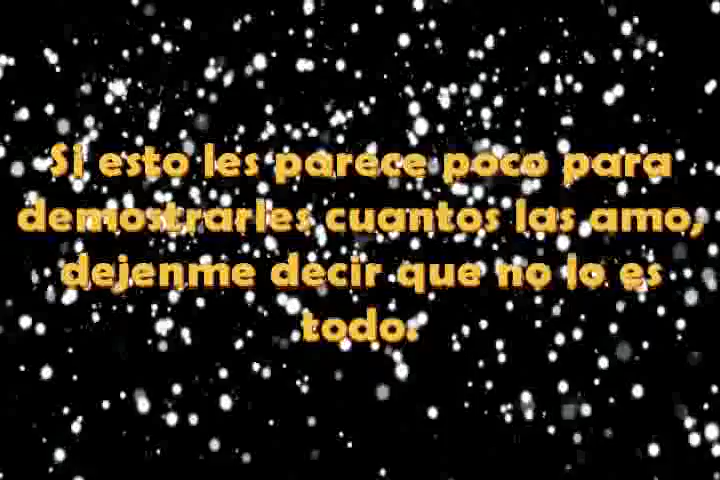 Si esto les parece poco para
demostrarles cuantos las amo,
dejenme decir que no lo es
todo.